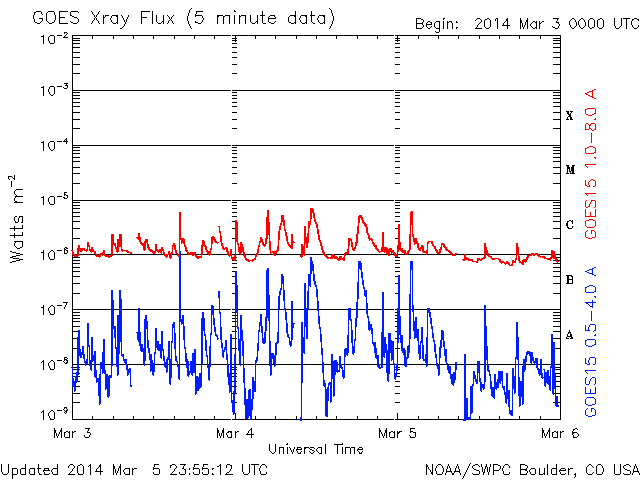 GOES Xray Flux (5 minute data)
Begin: 2014 Mar 3 0000 UTC
Watts m⁻²
10⁻²
10⁻³
10⁻⁴
10⁻⁵
10⁻⁶
10⁻⁷
10⁻⁸
10⁻⁹
X
M
C
B
A
GOES15 1.0-8.0 A
GOES15 0.5-4.0 A
Mar 3 Mar 4 Mar 5 Mar 6
Universal Time
Updated 2014 Mar 5 23:55:12 UTC
NOAA/SWPC Boulder, CO USA